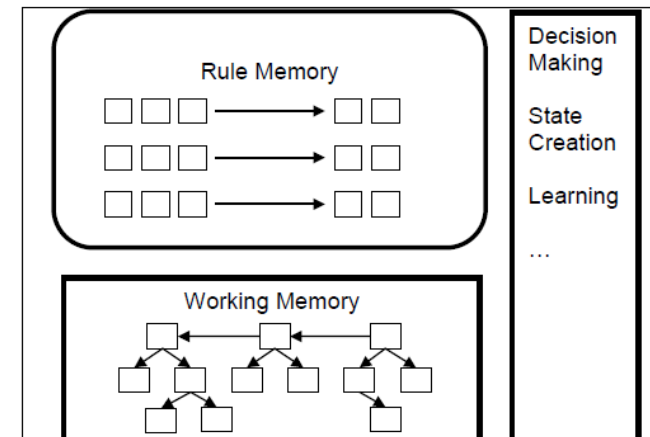 Rule Memory
Working Memory
Decision
Making
State
Creation
Learning
…